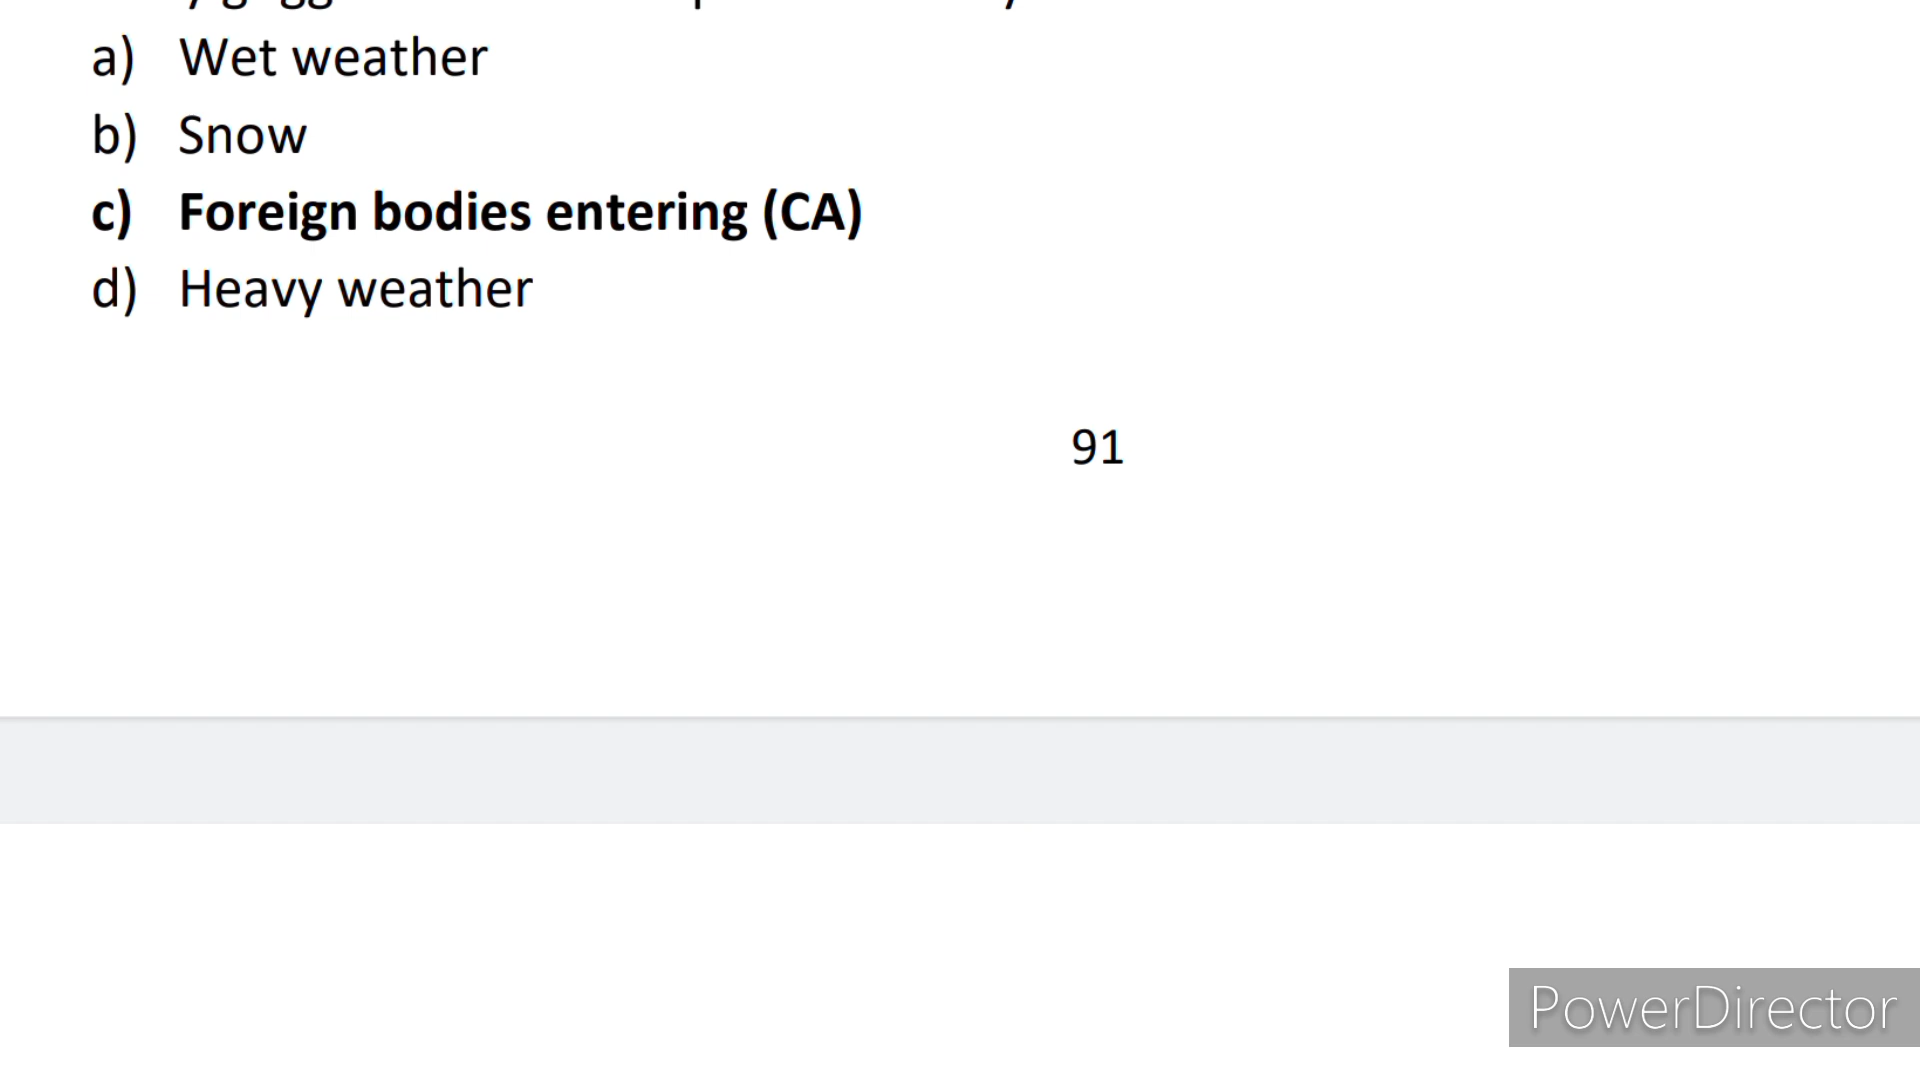 a) Wet weather
b) Snow
c) Foreign bodies entering (CA)
d) Heavy weather
91
PowerDirector